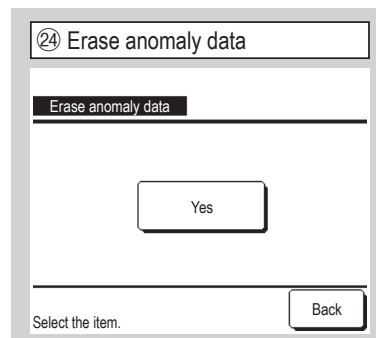 ㉔ Erase anomaly data
Erase anomaly data
Yes
Select the item.
Back